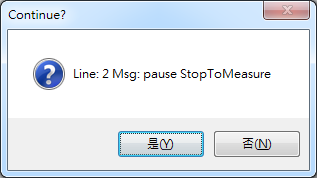 Continue?
Line: 2 Msg: pause StopToMeasure
是(Y)
否(N)